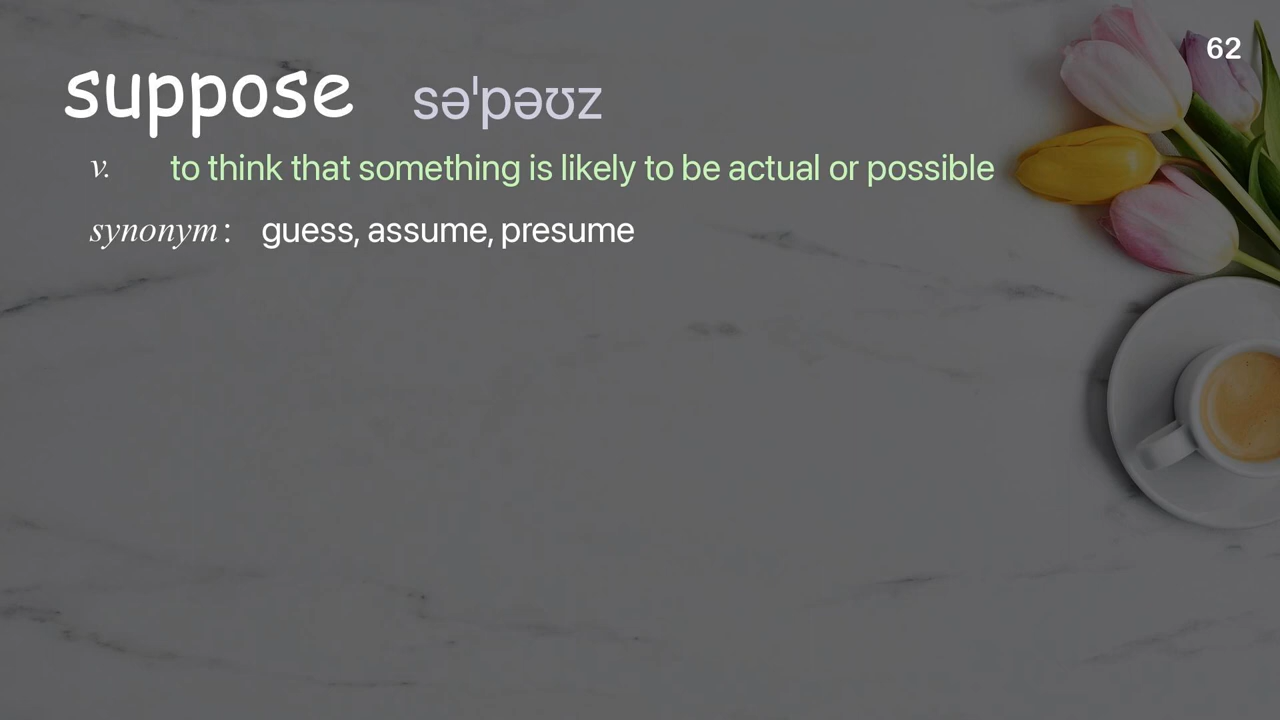 62
suppose səˈpəʊz
v. to think that something is likely to be actual or possible
synonym: guess, assume, presume